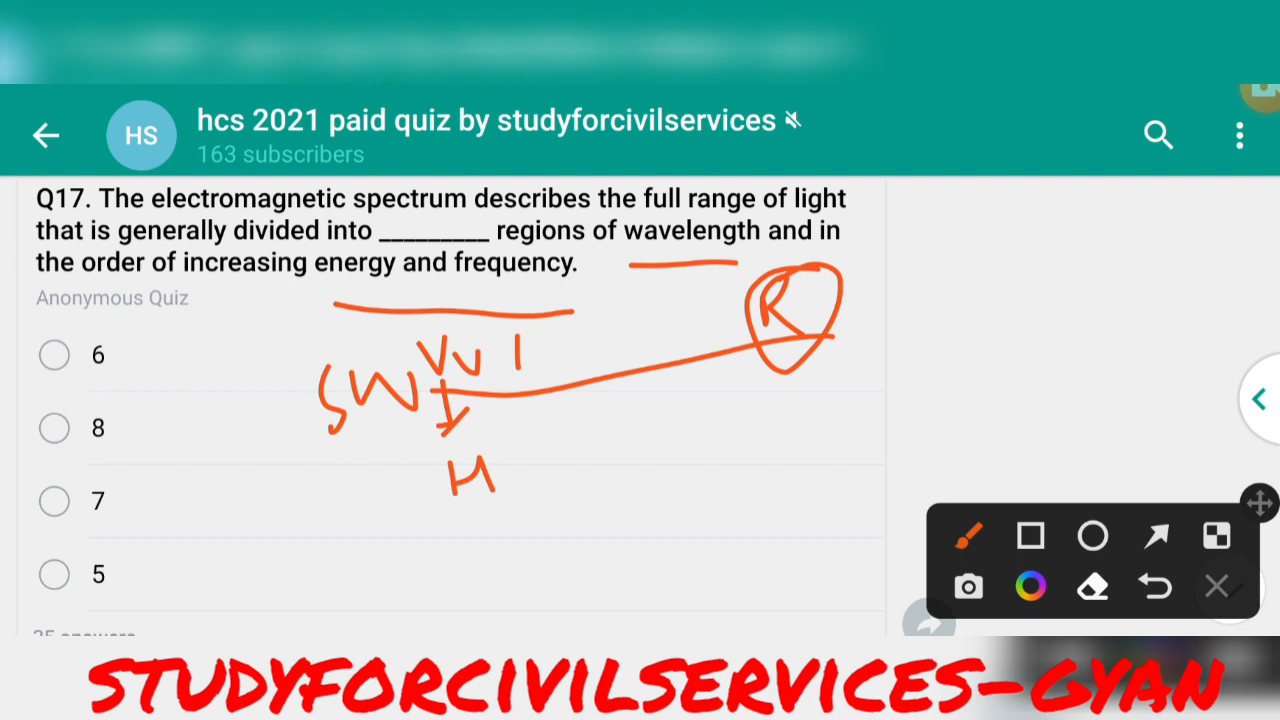 HS
hcs 2021 paid quiz by studyforcivilservices
163 subscribers
Q17. The electromagnetic spectrum describes the full range of light
that is generally divided into _________ regions of wavelength and in
the order of increasing energy and frequency.
Anonymous Quiz
R
6
SW
8
H
7
5
STUDYFORCIVILSERVICES-GYAN